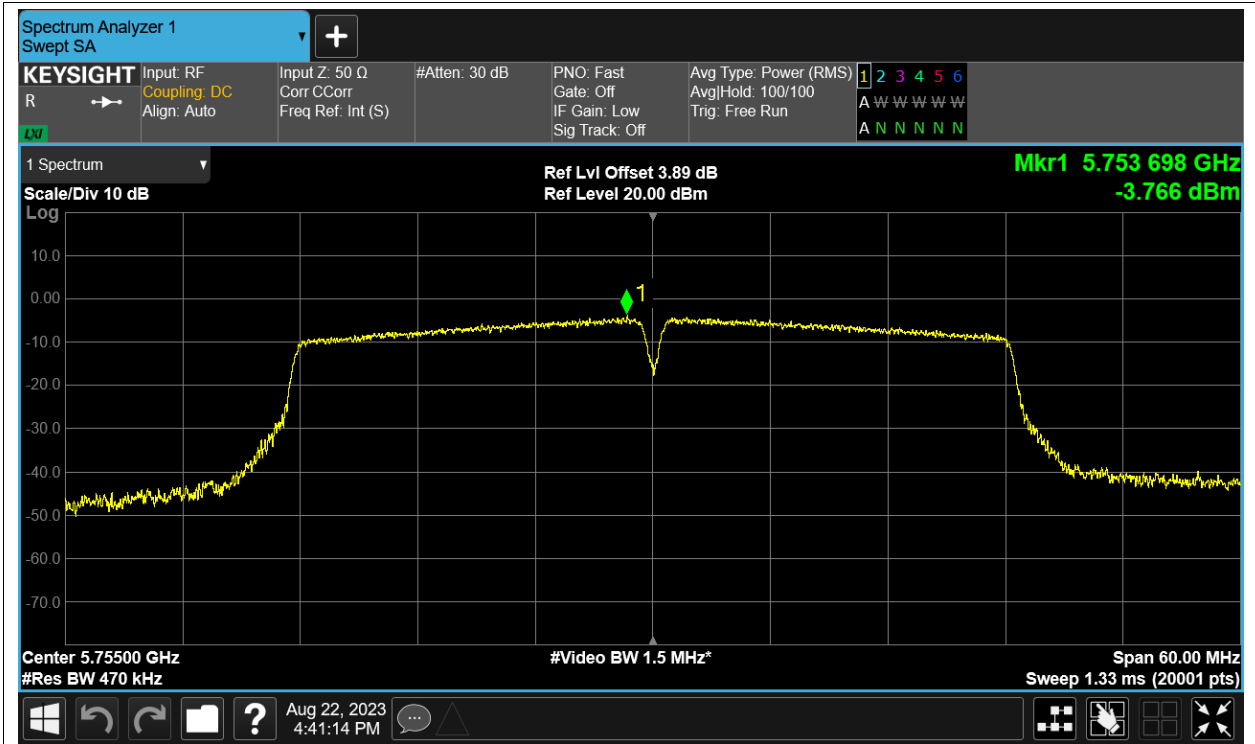 Spectrum Analyzer 1
Swept SA
KEYSIGHT
R
LXI
Input: RF
Coupling: DC
Align: Auto
Input Z: 50 Ω
Corr CCorr
Freq Ref: Int (S)
#Atten: 30 dB
PNO: Fast
Gate: Off
IF Gain: Low
Sig Track: Off
Avg Type: Power (RMS)
Avg|Hold: 100/100
Trig: Free Run
1 2 3 4 5 6
A W W W W W
A N N N N N
1 Spectrum
Scale/Div 10 dB
Log
Ref Lvl Offset 3.89 dB
Ref Level 20.00 dBm
Mkr1 5.753 698 GHz
-3.766 dBm
10.0
0.00
-10.0
-20.0
-30.0
-40.0
-50.0
-60.0
-70.0
1
Center 5.75500 GHz
#Res BW 470 kHz
#Video BW 1.5 MHz*
Span 60.00 MHz
Sweep 1.33 ms (20001 pts)
?
Aug 22, 2023
4:41:14 PM